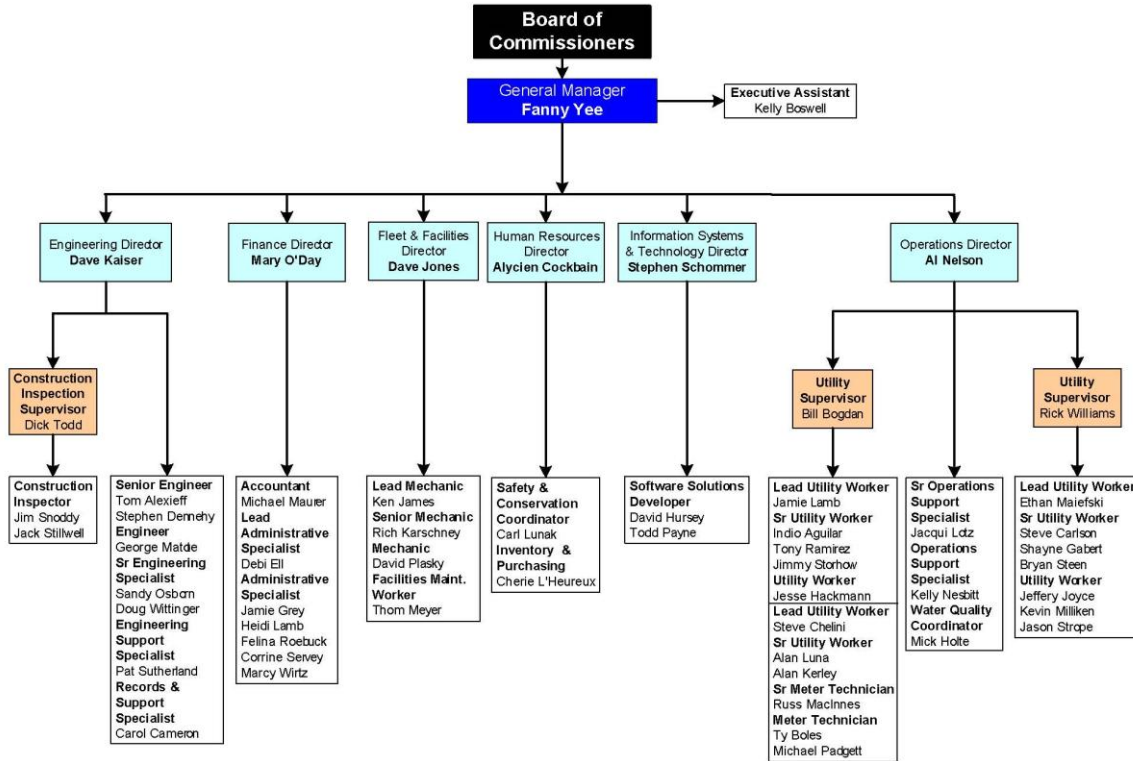 Board of
Commissioners
General Manager
Fanny Yee
Executive Assistant
Kelly Boswell
Engineering Director
Dave Kaiser
Finance Director
Mary O'Day
Fleet & Facilities
Director
Dave Jones
Human Resources
Director
Alycien Cockbain
Information Systems
& Technology Director
Stephen Schommer
Operations Director
Al Nelson
Construction
Inspection
Supervisor
Dick Todd
Utility
Supervisor
Bill Bogdan
Utility
Supervisor
Rick Williams
Construction
Inspector
Jim Snoddy
Jack Stillwell
Senior Engineer
Tom Alexieff
Stephen Dennehy
Engineer
George Matde
Sr Engineering
Specialist
Sandy Osborn
Doug Wittinger
Engineering
Support
Specialist
Pat Sutherland
Records &
Support
Specialist
Carol Cameron
Accountant
Michael Maurer
Lead
Administrative
Specialist
Debi Ell
Administrative
Specialist
Jamie Grey
Heidi Lamb
Felina Roebuck
Corrine Servey
Marcy Wirtz
Lead Mechanic
Ken James
Senior Mechanic
Rich Karschney
Mechanic
David Plasky
Facilities Maint.
Worker
Thom Meyer
Safety &
Conservation
Coordinator
Carl Lunak
Inventory &
Purchasing
Cherie L'Heureux
Software Solutions
Developer
David Hursey
Todd Payne
Lead Utility Worker
Jamie Lamb
Sr Utility Worker
Indio Aguilar
Tony Ramirez
Jimmy Storhow
Utility Worker
Jesse Hackmann
Lead Utility Worker
Steve Chelini
Sr Utility Worker
Alan Luna
Alan Kerley
Sr Meter Technician
Russ MacInnes
Meter Technician
Ty Boles
Michael Padgett
Sr Operations
Support
Specialist
Jacqui Lotz
Operations
Support
Specialist
Kelly Nesbitt
Water Quality
Coordinator
Mick Holte
Lead Utility Worker
Ethan Maiefski
Sr Utility Worker
Steve Carlson
Shayne Gabert
Bryan Steen
Utility Worker
Jeffery Joyce
Kevin Milliken
Jason Strope